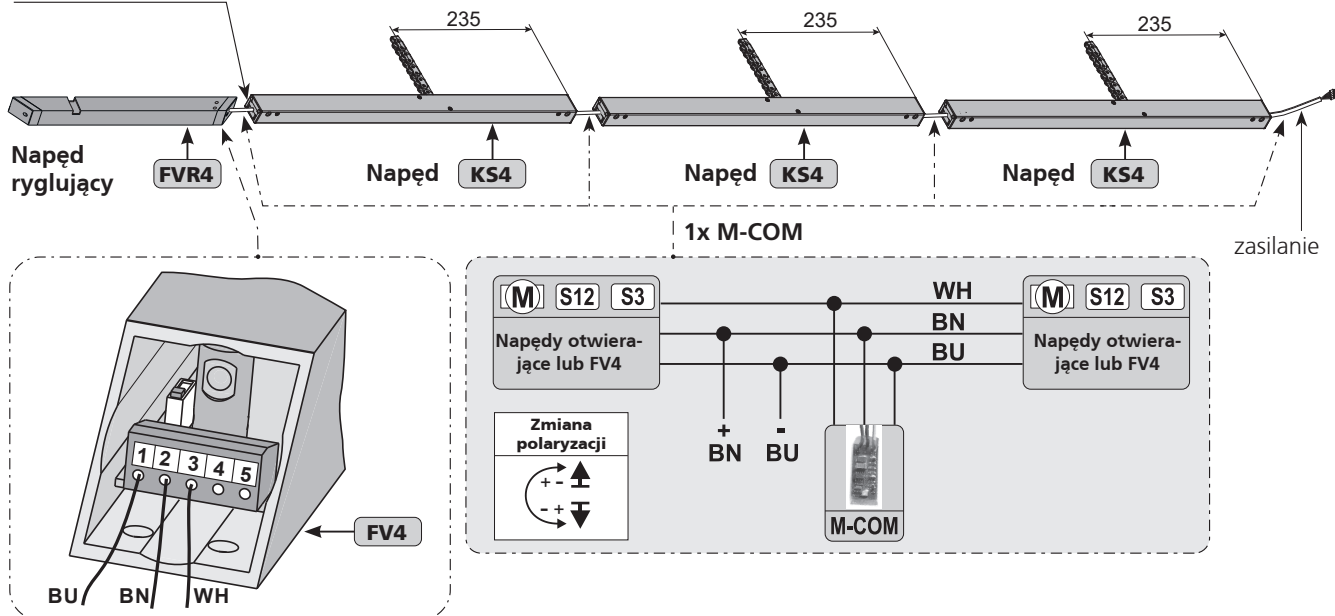 235
235
235
Napęd
ryglujący
FVR4
Napęd KS4
Napęd KS4
Napęd KS4
1x M-COM
zasilanie
M S12 S3
Napędy otwiera-
jące lub FV4
WH
BN
BU
M S12 S3
Napędy otwiera-
jące lub FV4
+ -
BN BU
M-COM
Zmiana
polaryzacji
+ -
- +
1 2 3 4 5
FV4
BU BN WH